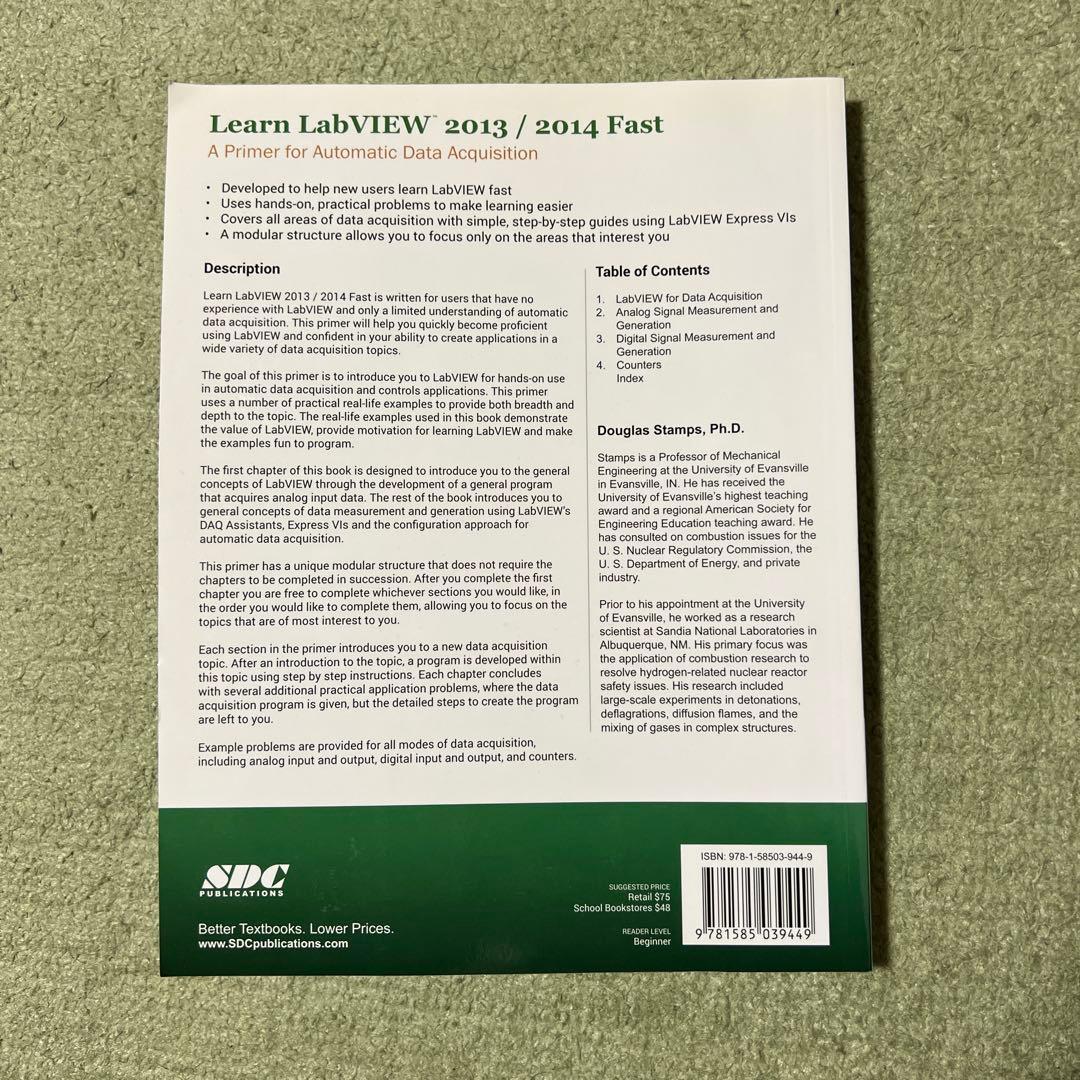 Learn LabVIEW™ 2013 / 2014 Fast
A Primer for Automatic Data Acquisition
• Developed to help new users learn LabVIEW fast
• Uses hands-on, practical problems to make learning easier
• Covers all areas of data acquisition with simple, step-by-step guides using LabVIEW Express VIs
• A modular structure allows you to focus only on the areas that interest you
Description
Learn LabVIEW 2013 / 2014 Fast is written for users that have no
experience with LabVIEW and only a limited understanding of automatic
data acquisition. This primer will help you quickly become proficient
using LabVIEW and confident in your ability to create applications in a
wide variety of data acquisition topics.
The goal of this primer is to introduce you to LabVIEW for hands-on use
in automatic data acquisition and controls applications. This primer
uses a number of practical real-life examples to provide both breadth and
depth to the topic. The real-life examples used in this book demonstrate
the value of LabVIEW, provide motivation for learning LabVIEW and make
the examples fun to program.
The first chapter of this book is designed to introduce you to the general
concepts of LabVIEW through the development of a general program
that acquires analog input data. The rest of the book introduces you to
general concepts of data measurement and generation using LabVIEW's
DAQ Assistants, Express VIs and the configuration approach for
automatic data acquisition.
This primer has a unique modular structure that does not require the
chapters to be completed in succession. After you complete the first
chapter you are free to complete whichever sections you would like, in
the order you would like to complete them, allowing you to focus on the
topics that are of most interest to you.
Each section in the primer introduces you to a new data acquisition
topic. After an introduction to the topic, a program is developed within
this topic using step by step instructions. Each chapter concludes
with several additional practical application problems, where the data
acquisition program is given, but the detailed steps to create the program
are left to you.
Example problems are provided for all modes of data acquisition,
including analog input and output, digital input and output, and counters.
Table of Contents
1. LabVIEW for Data Acquisition
2. Analog Signal Measurement and
Generation
3. Digital Signal Measurement and
Generation
4. Counters
Index
Douglas Stamps, Ph.D.
Stamps is a Professor of Mechanical
Engineering at the University of Evansville
in Evansville, IN. He has received the
University of Evansville's highest teaching
award and a regional American Society for
Engineering Education teaching award. He
has consulted on combustion issues for the
U. S. Nuclear Regulatory Commission, the
U. S. Department of Energy, and private
industry.
Prior to his appointment at the University
of Evansville, he worked as a research
scientist at Sandia National Laboratories in
Albuquerque, NM. His primary focus was
the application of combustion research to
resolve hydrogen-related nuclear reactor
safety issues. His research included
large-scale experiments in detonations,
deflagrations, diffusion flames, and the
mixing of gases in complex structures.
SDC
PUBLICATIONS
Better Textbooks. Lower Prices.
www.SDCpublications.com
SUGGESTED PRICE
Retail $75
School Bookstores $48
READER LEVEL
Beginner
ISBN: 978-1-58503-944-9
9 781585 039449